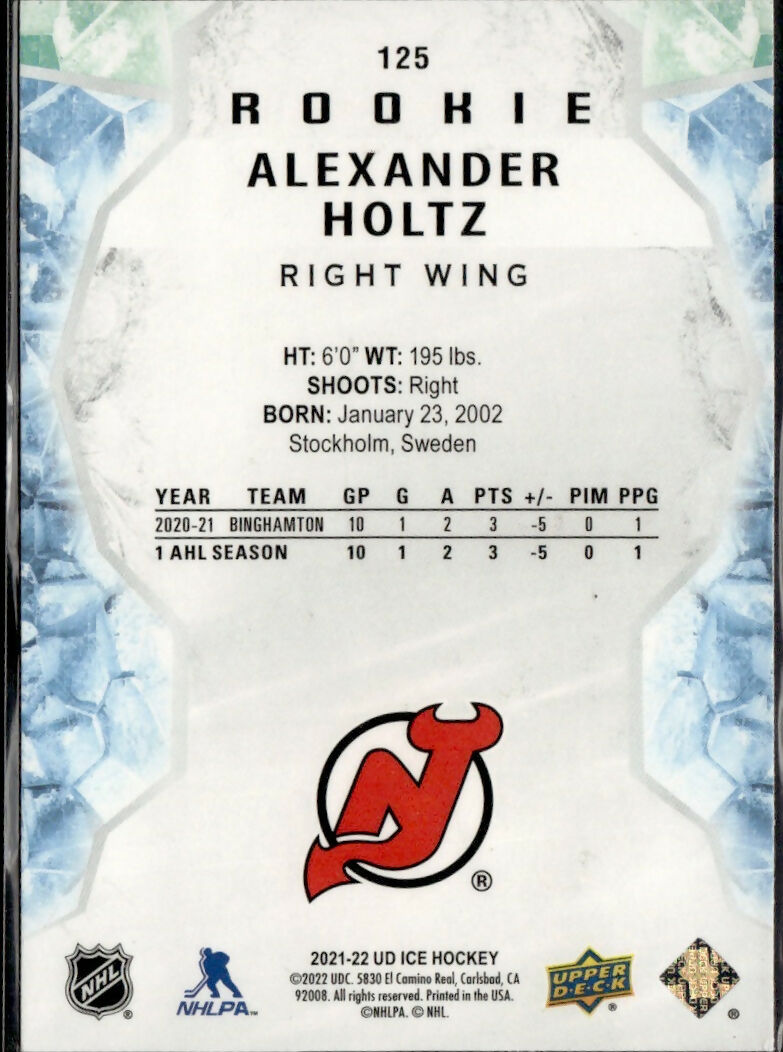 125
ROOKIE
ALEXANDER
HOLTZ
RIGHT WING
HT: 6'0" WT: 195 lbs.
SHOOTS: Right
BORN: January 23, 2002
Stockholm, Sweden
YEAR TEAM GP G A PTS +/- PIM PPG
2020-21 BINGHAMTON 10 1 2 3 -5 0 1
1 AHL SEASON 10 1 2 3 -5 0 1
®
NHL ®
NHLPA™
2021-22 UD ICE HOCKEY
©2022 UDC. 5830 El Camino Real, Carlsbad, CA
92008. All rights reserved. Printed in the USA.
©NHLPA. © NHL.
UPPER
DECK ®
®